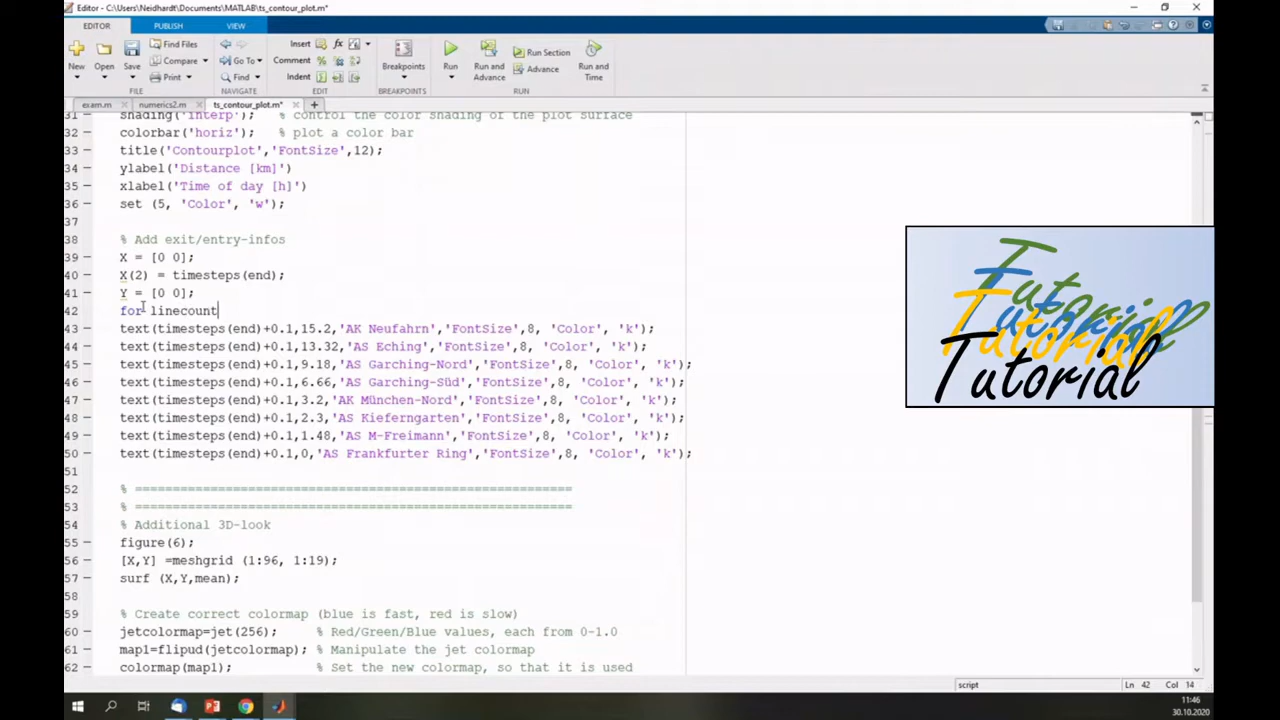 Editor - C:\Users\Neidhardt\Documents\MATLAB\ts_contour_plot.m*
EDITOR PUBLISH VIEW
New Open Save Find Files Compare Print
Go To Find
Insert fx
Comment %
Indent
Breakpoints
Run Run and Advance Run Section Advance Run and Time
FILE NAVIGATE EDIT BREAKPOINTS RUN
exam.m numerics2.m ts_contour_plot.m* +
31 shading('interp'); % control the color shading of the plot surface
32 colorbar('horiz'); % plot a color bar
33 title('Contourplot','FontSize',12);
34 ylabel('Distance [km]')
35 xlabel('Time of day [h]')
36 set (5, 'Color', 'w');
37
38 % Add exit/entry-infos
39 X = [0 0];
40 X(2) = timesteps(end);
41 Y = [0 0];
42 for linecount
43 text(timesteps(end)+0.1,15.2,'AK Neufahrn','FontSize',8, 'Color', 'k');
44 text(timesteps(end)+0.1,13.32,'AS Eching','FontSize',8, 'Color', 'k');
45 text(timesteps(end)+0.1,9.18,'AS Garching-Nord','FontSize',8, 'Color', 'k');
46 text(timesteps(end)+0.1,6.66,'AS Garching-Süd','FontSize',8, 'Color', 'k');
47 text(timesteps(end)+0.1,3.2,'AK München-Nord','FontSize',8, 'Color', 'k');
48 text(timesteps(end)+0.1,2.3,'AS Kieferngarten','FontSize',8, 'Color', 'k');
49 text(timesteps(end)+0.1,1.48,'AS M-Freimann','FontSize',8, 'Color', 'k');
50 text(timesteps(end)+0.1,0,'AS Frankfurter Ring','FontSize',8, 'Color', 'k');
51
52 % ==========================================================
53 % ==========================================================
54 % Additional 3D-look
55 figure(6);
56 [X,Y] =meshgrid (1:96, 1:19);
57 surf (X,Y,mean);
58
59 % Create correct colormap (blue is fast, red is slow)
60 jetcolormap=jet(256); % Red/Green/Blue values, each from 0-1.0
61 map1=flipud(jetcolormap); % Manipulate the jet colormap
62 colormap(map1); % Set the new colormap, so that it is used
Tutorial
Tutorial
Tutorial
Tutorial
script Ln 42 Col 14
11:46
30.10.2020